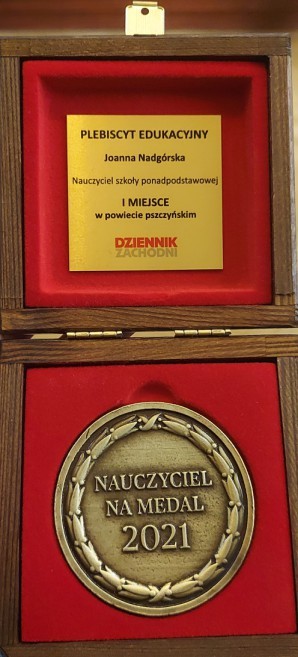 PLEBISCYT EDUKACYJNY
Joanna Nadgórska
Nauczyciel szkoły ponadpodstawowej
I MIEJSCE
w powiecie pszczyńskim
DZIENNIK
ZACHODNI
NAUCZYCIEL
NA MEDAL
2021